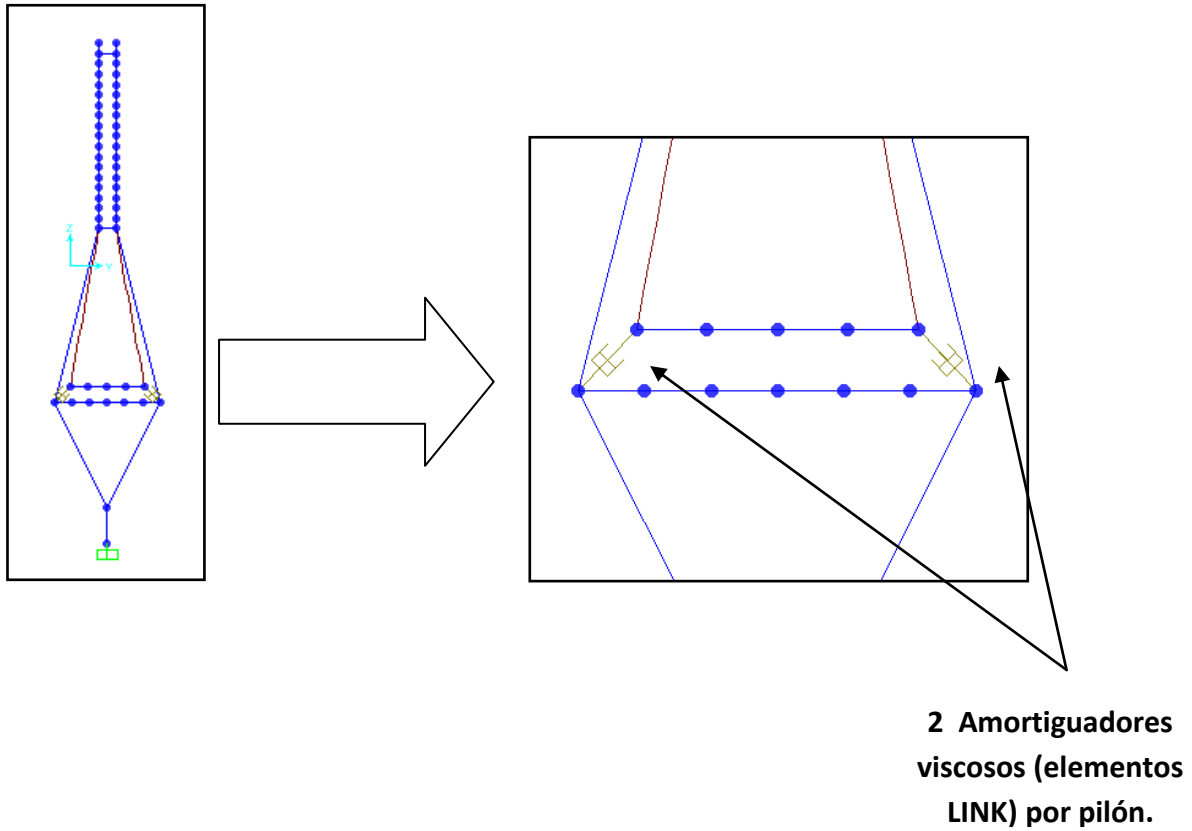 Z
Y
2 Amortiguadores
viscosos (elementos
LINK) por pilón.